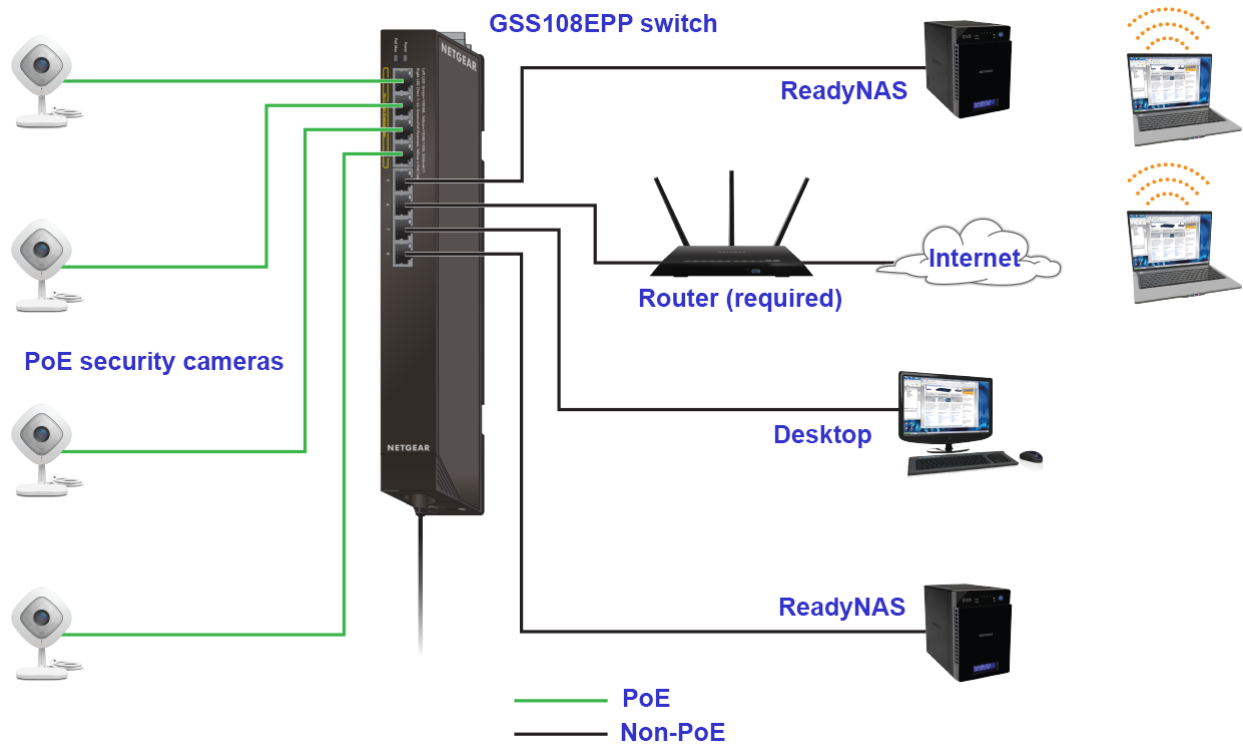 GSS108EPP switch
NETGEAR
ReadyNAS
Internet
Router (required)
PoE security cameras
Desktop
NETGEAR
ReadyNAS
PoE
Non-PoE